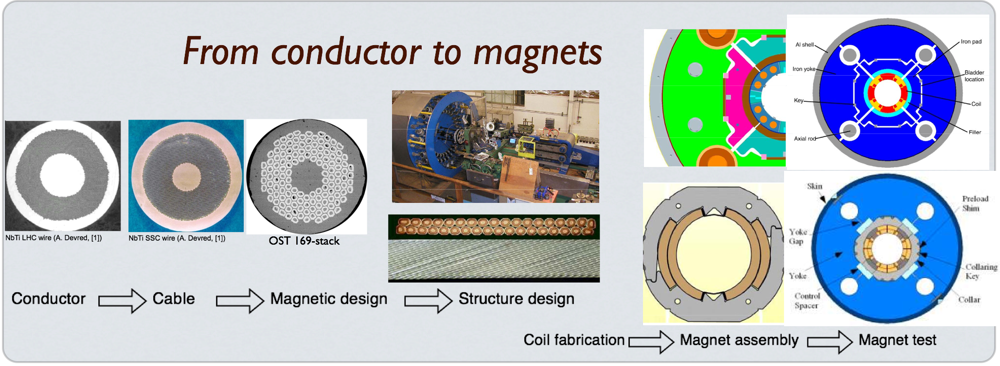 From conductor to magnets
NbTi LHC wire (A. Devred, [1])
NbTi SSC wire (A. Devred, [1])
OST 169-stack
Al shell
Iron yoke
Key
Axial rod
Iron pad
Bladder
location
Coil
Filler
Skin
Yoke
Gap
Yoke
Control
Spacer
Preload
Shim
Collaring
Key
Collar
Conductor
Cable
Magnetic design
Structure design
Coil fabrication
Magnet assembly
Magnet test